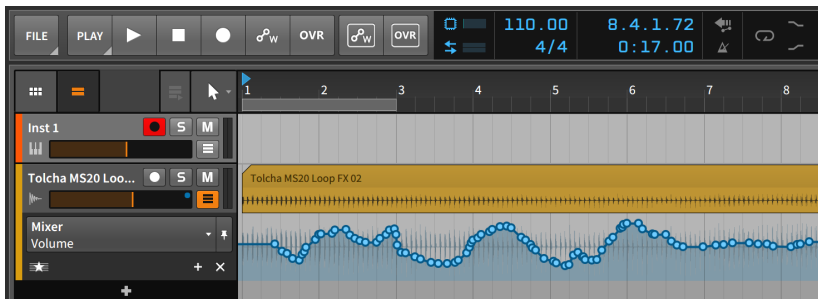 FILE PLAY W OVR W OVR 110.00 8.4.1.72
4/4 0:17.00
1 2 3 4 5 6 7 8
Inst 1 S M
Tolcha MS20 Loo... S M
Tolcha MS20 Loop FX 02
Mixer
Volume